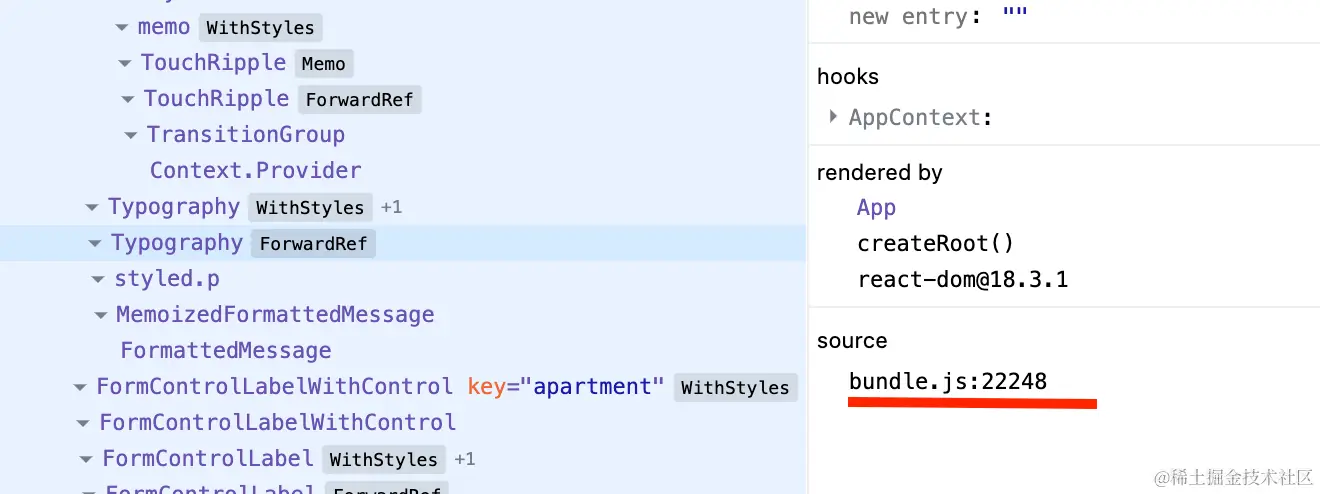 memo WithStyles
TouchRipple Memo
TouchRipple ForwardRef
TransitionGroup
Context.Provider
Typography WithStyles +1
Typography ForwardRef
styled.p
MemoizedFormattedMessage
FormattedMessage
FormControlLabelWithControl key="apartment" WithStyles
FormControlLabelWithControl
FormControlLabel WithStyles +1
FormControlLabel ForwardRef
new entry: ""
hooks
AppContext:
rendered by
App
createRoot()
react-dom@18.3.1
source
bundle.js:22248
@稀土掘金技术社区